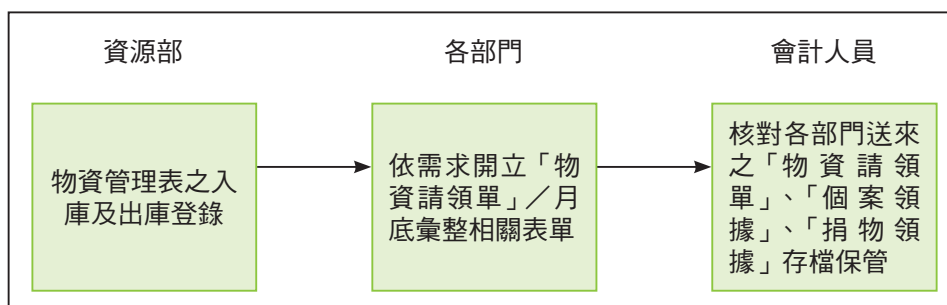 資源部
各部門
會計人員
物資管理表之入
庫及出庫登錄
依需求開立「物
資請領單」／月
底彙整相關表單
核對各部門送來
之「物資請領
單」、「個案領
據」、「捐物領
據」存檔保管